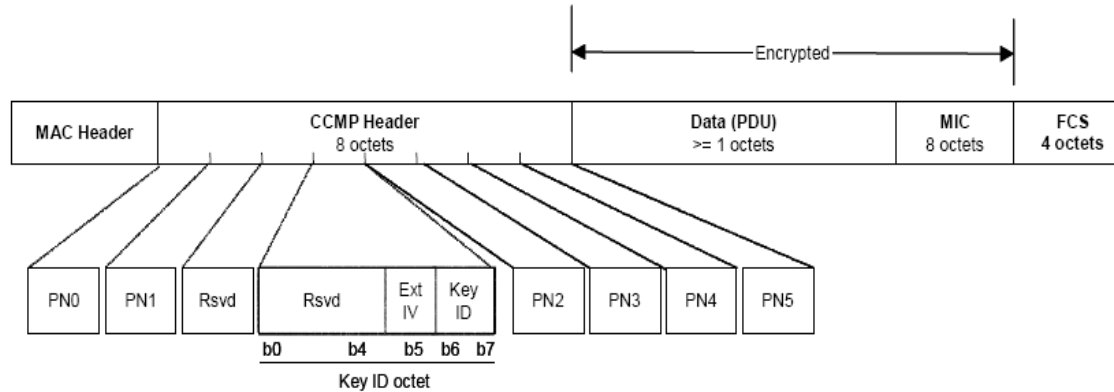 Encrypted
MAC Header
CCMP Header
8 octets
Data (PDU)
>= 1 octets
MIC
8 octets
FCS
4 octets
PN0
PN1
Rsvd
Rsvd
Ext
IV
Key
ID
PN2
PN3
PN4
PN5
b0 b4 b5 b6 b7
Key ID octet